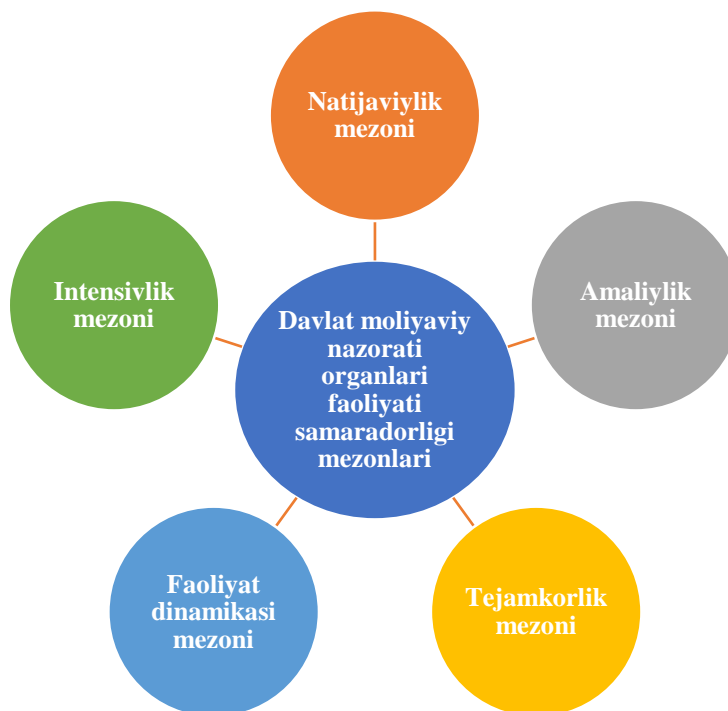 Natijaviylik
mezoni
Intensivlik
mezoni
Amaliylik
mezoni
Davlat moliyaviy
nazorati
organlari
faoliyati
samaradorligi
mezonlari
Faoliyat
dinamikasi
mezoni
Tejamkorlik
mezoni